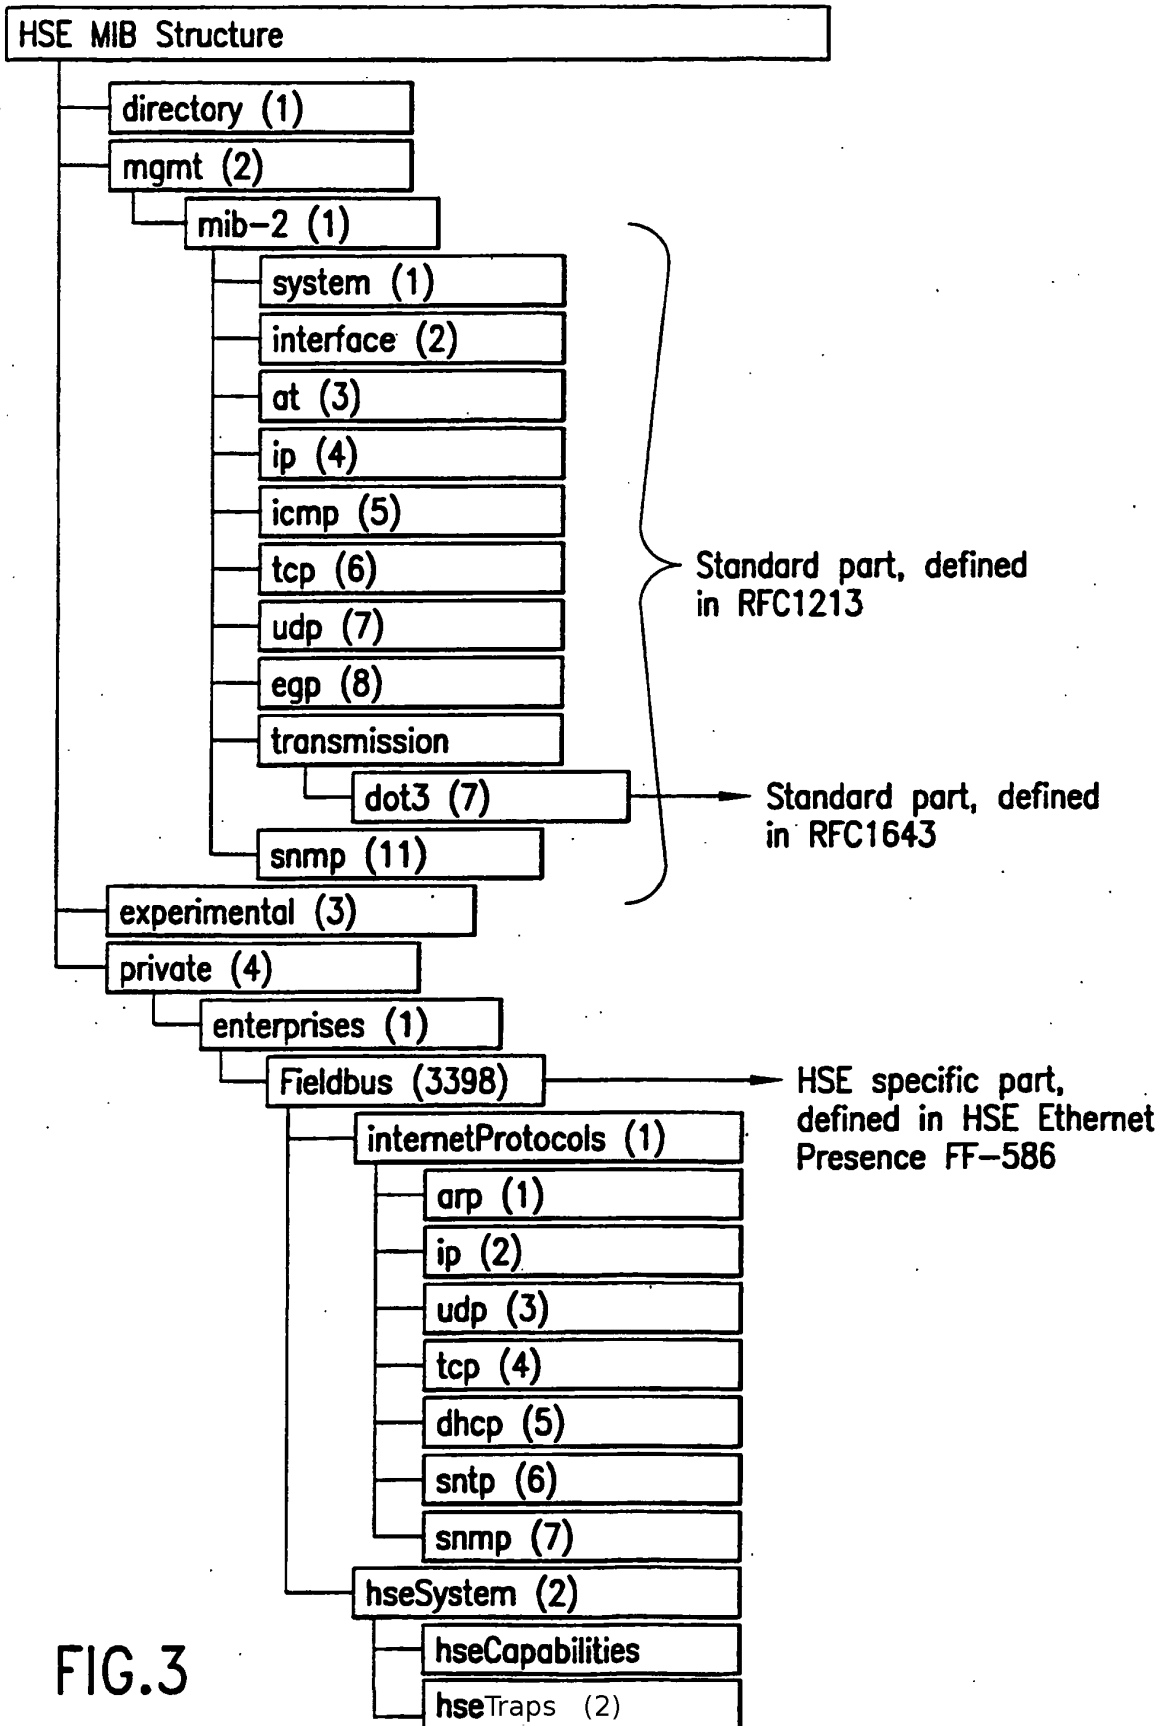 HSE MIB Structure
directory (1)
mgmt (2)
mib-2 (1)
system (1)
interface (2)
at (3)
ip (4)
icmp (5)
tcp (6)
udp (7)
egp (8)
transmission
dot3 (7)
snmp (11)
Standard part, defined
in RFC1213
Standard part, defined
in RFC1643
experimental (3)
private (4)
enterprises (1)
Fieldbus (3398)
HSE specific part,
defined in HSE Ethernet
Presence FF-586
internetProtocols (1)
arp (1)
ip (2)
udp (3)
tcp (4)
dhcp (5)
sntp (6)
snmp (7)
hseSystem (2)
hseCapabilities
hseTraps (2)
FIG.3